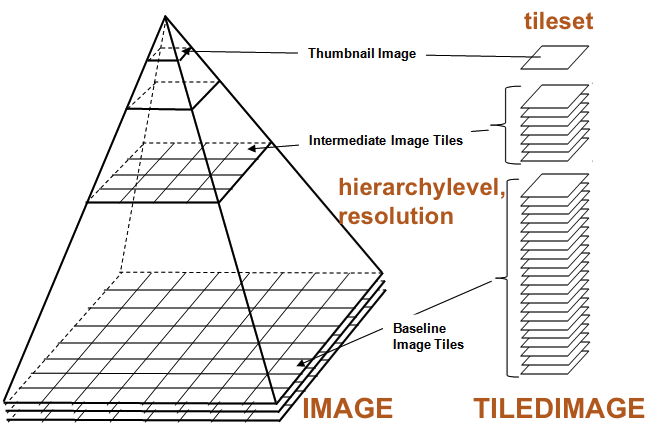 tileset
Thumbnail Image
Intermediate Image Tiles
hierarchylevel,
resolution
Baseline
Image Tiles
IMAGE
TILEDIMAGE